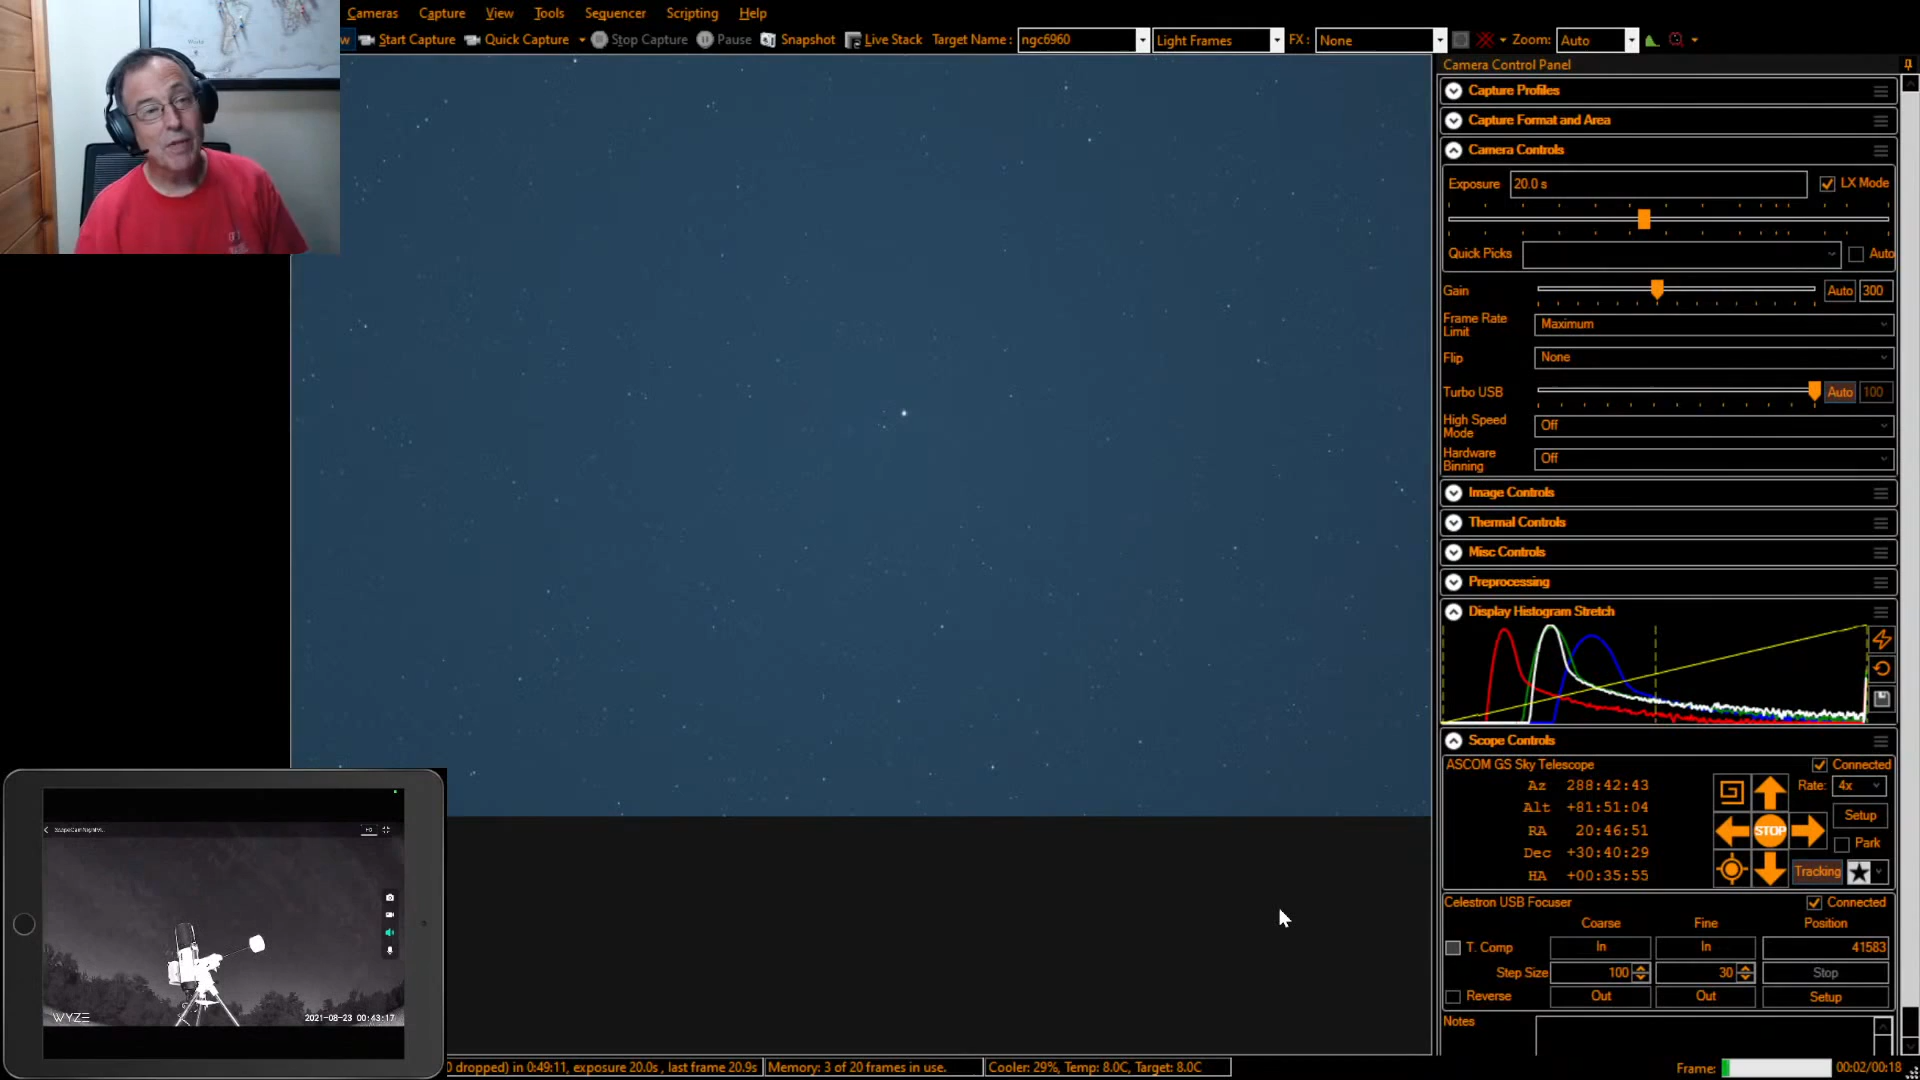 Cameras Capture View Tools Sequencer Scripting Help
Start Capture Quick Capture Stop Capture Pause Snapshot Live Stack Target Name : ngc6960 Light Frames FX : None Zoom: Auto
Camera Control Panel
Capture Profiles
Capture Format and Area
Camera Controls
Exposure 20.0 s LX Mode
Quick Picks Auto
Gain Auto 300
Frame Rate Limit Maximum
Flip None
Turbo USB Auto 100
High Speed Mode Off
Hardware Binning Off
Image Controls
Thermal Controls
Misc Controls
Preprocessing
Display Histogram Stretch
Scope Controls
ASCOM GS Sky Telescope Connected
Az 288:42:43 Rate: 4x
Alt +81:51:04 Setup
RA 20:46:51 STOP
Dec +30:40:29 Park
HA +00:35:55 Tracking
Celestron USB Focuser Connected
Coarse Fine Position
T. Comp In In 41583
Step Size 100 30 Stop
Reverse Out Out Setup
Notes
WYZE 2021-08-23 00:43:17
0 dropped) in 0:49:11, exposure 20.0s , last frame 20.9s Memory: 3 of 20 frames in use. Cooler: 29%, Temp: 8.0C, Target: 8.0C Frame: 00:02/00:18